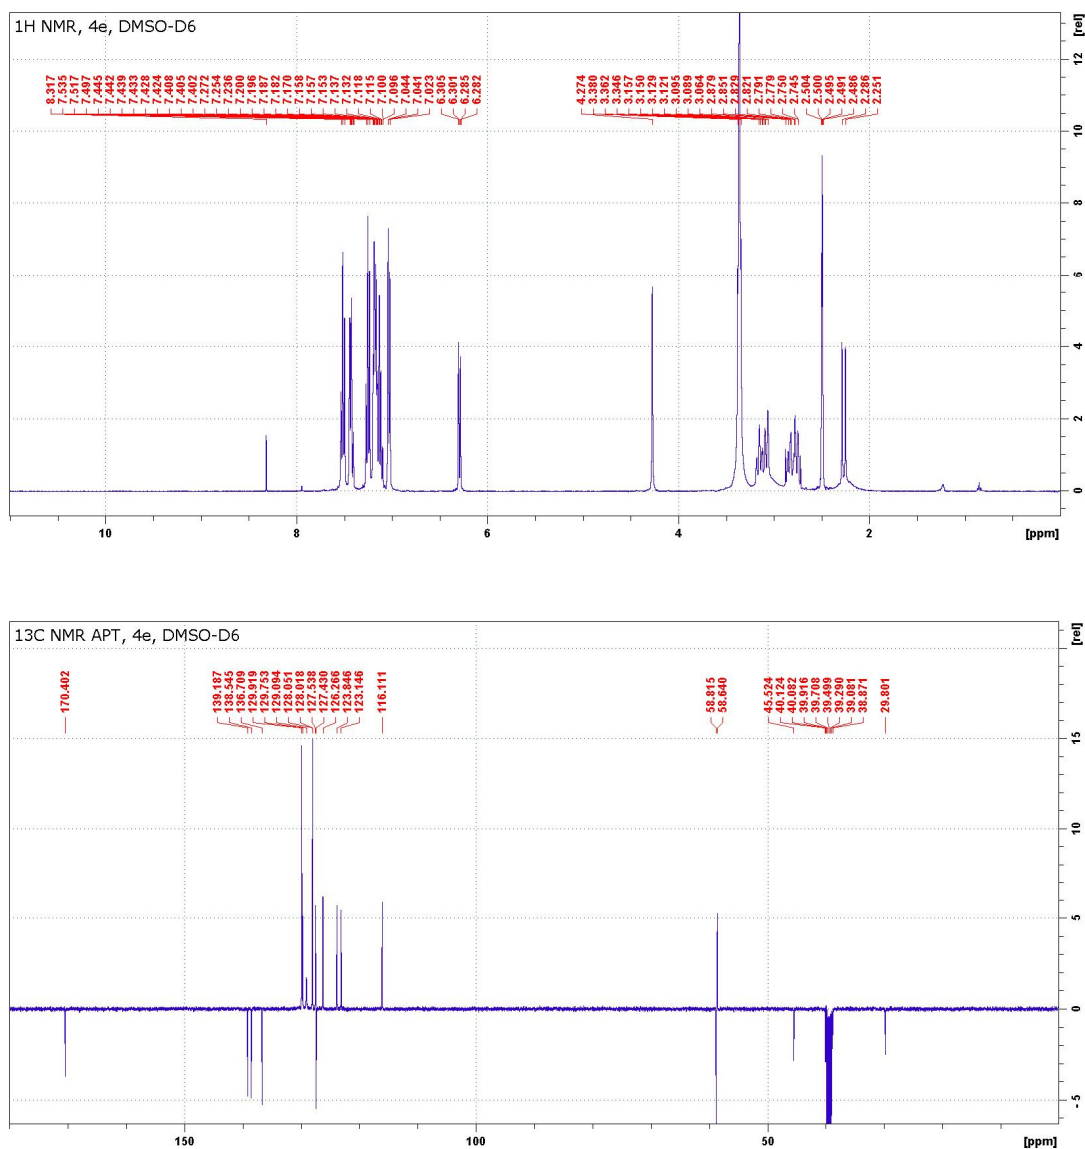 1H NMR, 4e, DMSO-D6
[rel]
8.317 7.535 7.517 7.497 7.445 7.442 7.439 7.433 7.428 7.424 7.408 7.405 7.402 7.272 7.254 7.236 7.200 7.196 7.187 7.182 7.170 7.158 7.157 7.153 7.137 7.132 7.118 7.115 7.100 7.096 7.044 7.041 7.023 6.305 6.301 6.285 6.282
4.274 3.380 3.362 3.346 3.157 3.150 3.129 3.121 3.095 3.089 3.064 2.879 2.851 2.829 2.821 2.791 2.779 2.750 2.745 2.504 2.500 2.495 2.491 2.486 2.286 2.251
12
10
8
6
4
2
0
10 8 6 4 2 [ppm]
13C NMR APT, 4e, DMSO-D6
[rel]
170.402
139.187 138.545 136.709 129.919 129.753 129.094 128.051 128.018 127.538 127.430 126.266 123.846 123.146 116.111
58.815 58.640
45.524 40.124 40.082 39.916 39.708 39.499 39.290 39.081 38.871 29.801
15
10
5
0
-5
150 100 50 [ppm]